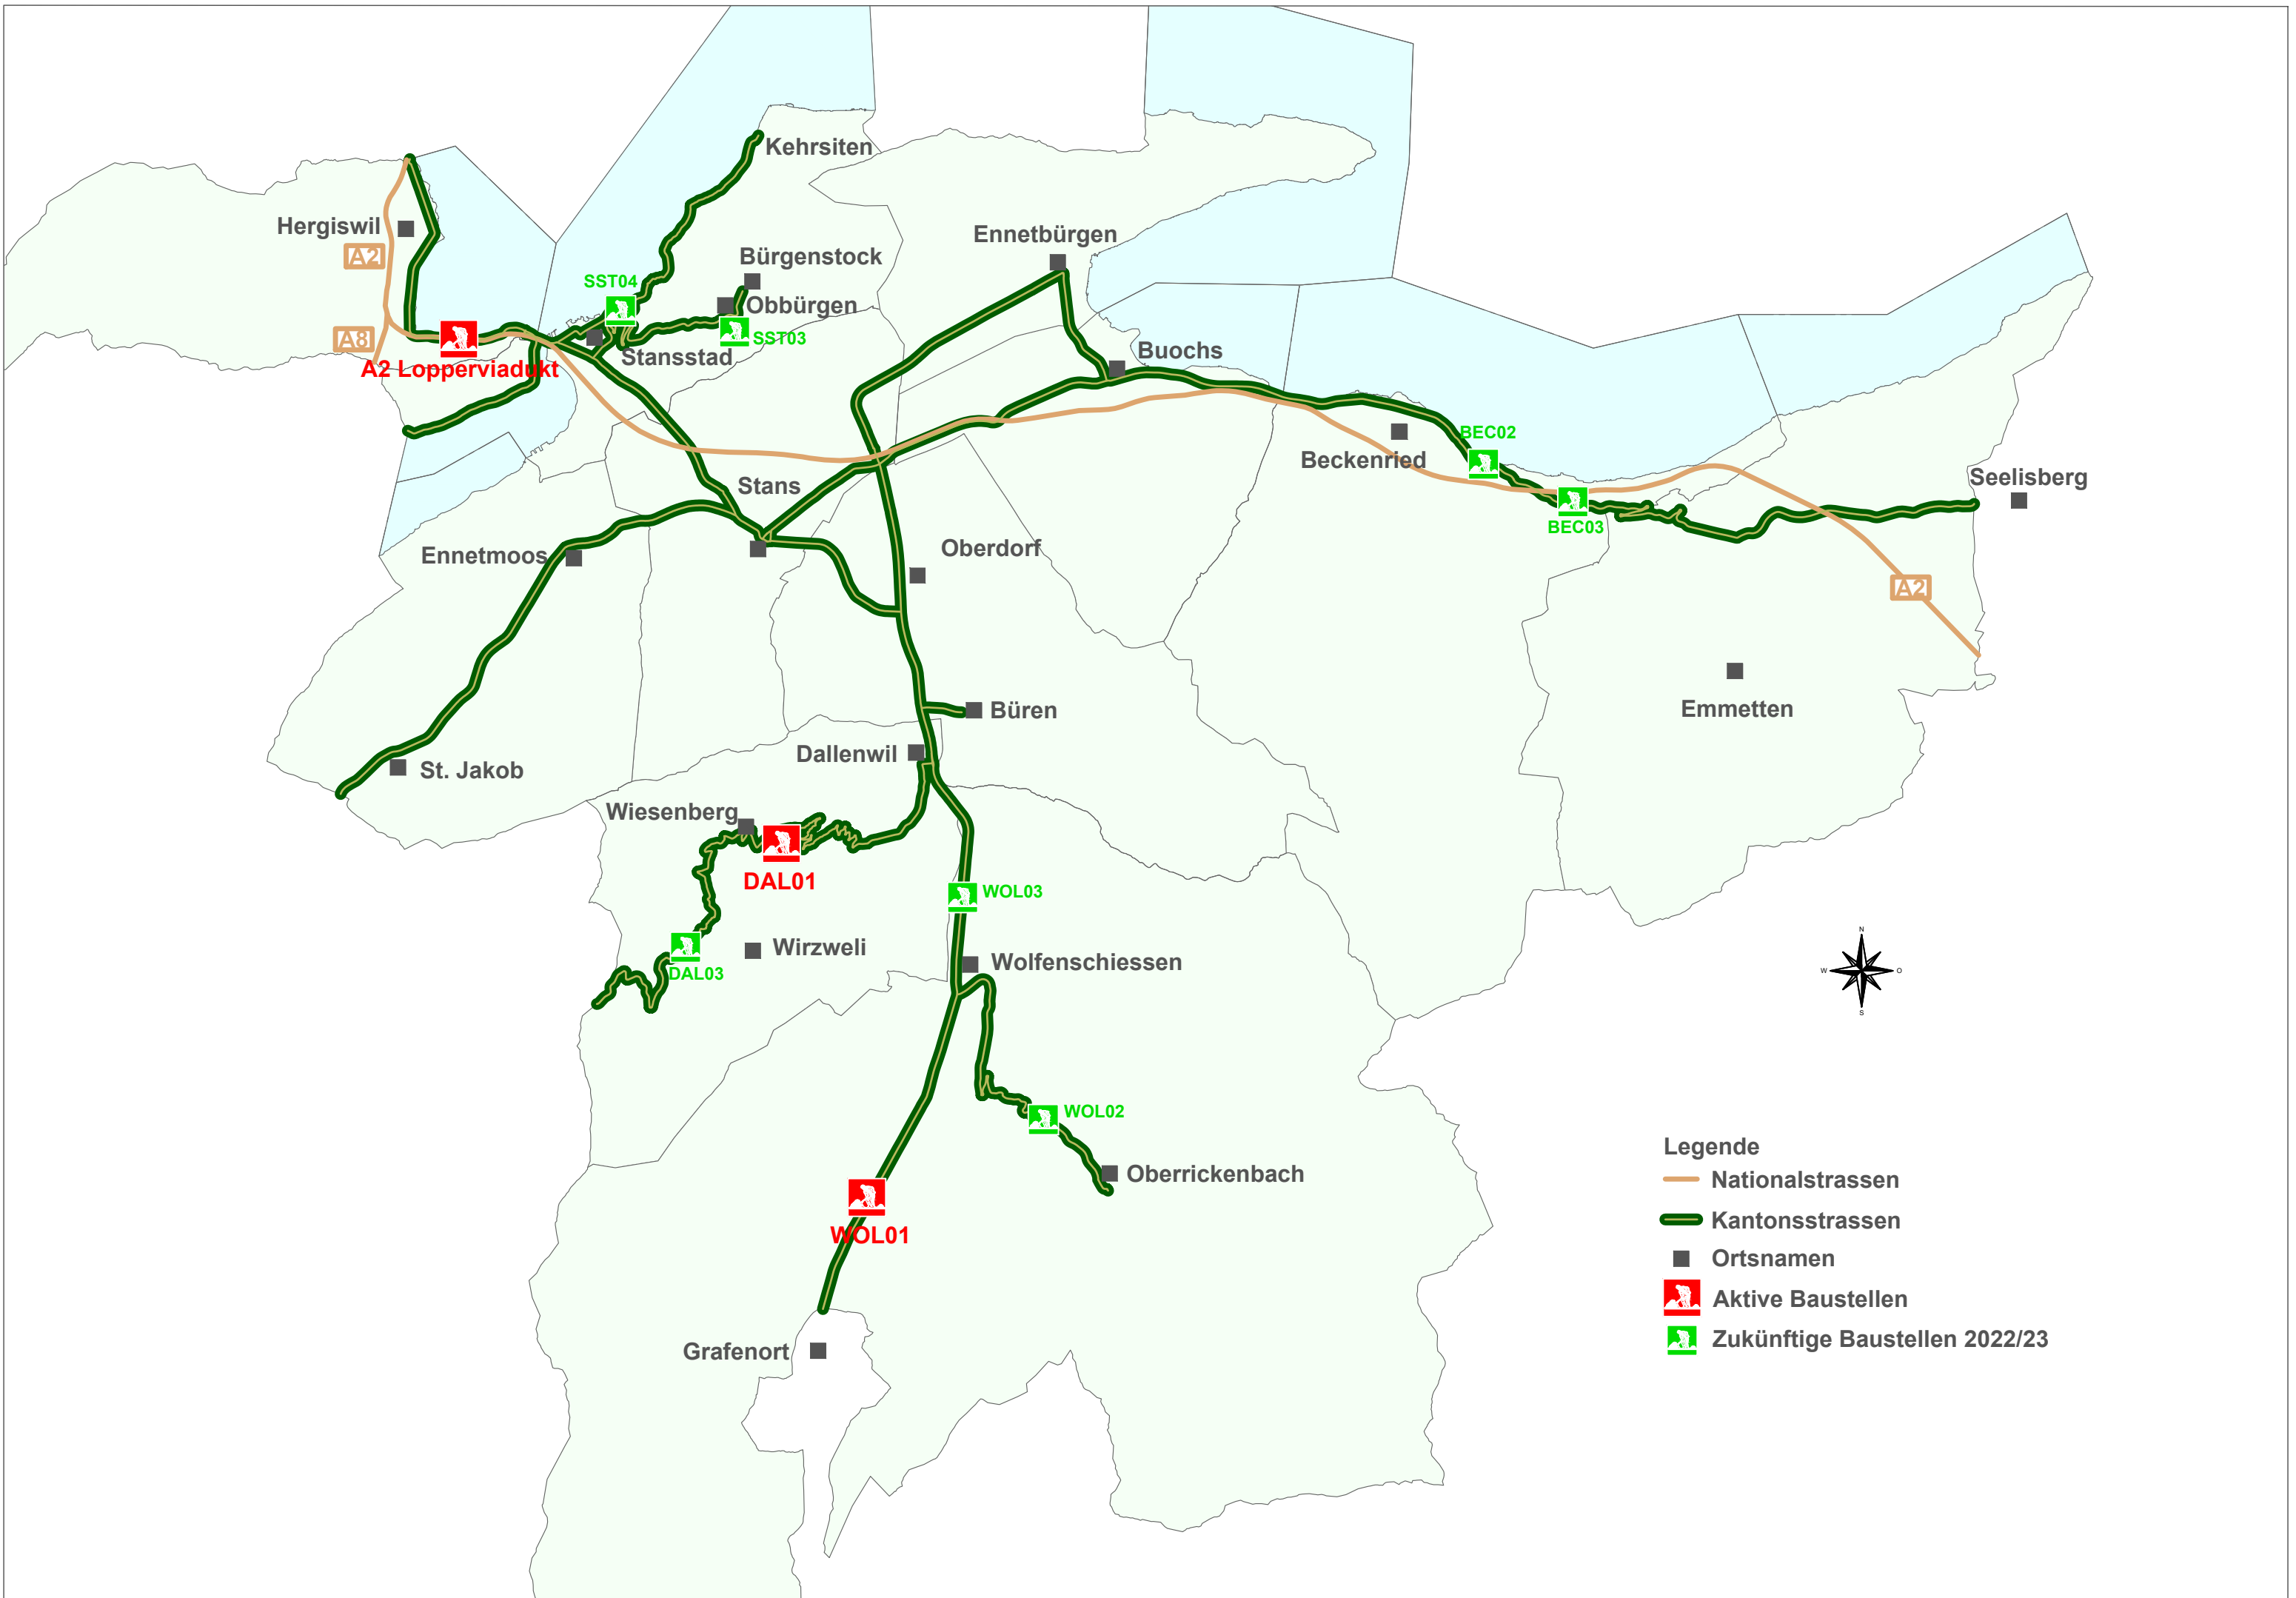 Kehrsiten
Hergiswil
A2
Ennetbürgen
Bürgenstock
SST04
Obbürgen
A8
SST03
Stansstad
Buochs
A2 Lopperviadukt
BEC02
Beckenried
Seelisberg
Stans
BEC03
Ennetmoos
Oberdorf
A2
Büren
Emmetten
Dallenwil
St. Jakob
Wiesenberg
DAL01
WOL03
Wirzweli
Wolfenschiessen
DAL03
N
W
O
S
WOL02
Oberrickenbach
WOL01
Grafenort
Legende
Nationalstrassen
Kantonsstrassen
Ortsnamen
Aktive Baustellen
Zukünftige Baustellen 2022/23